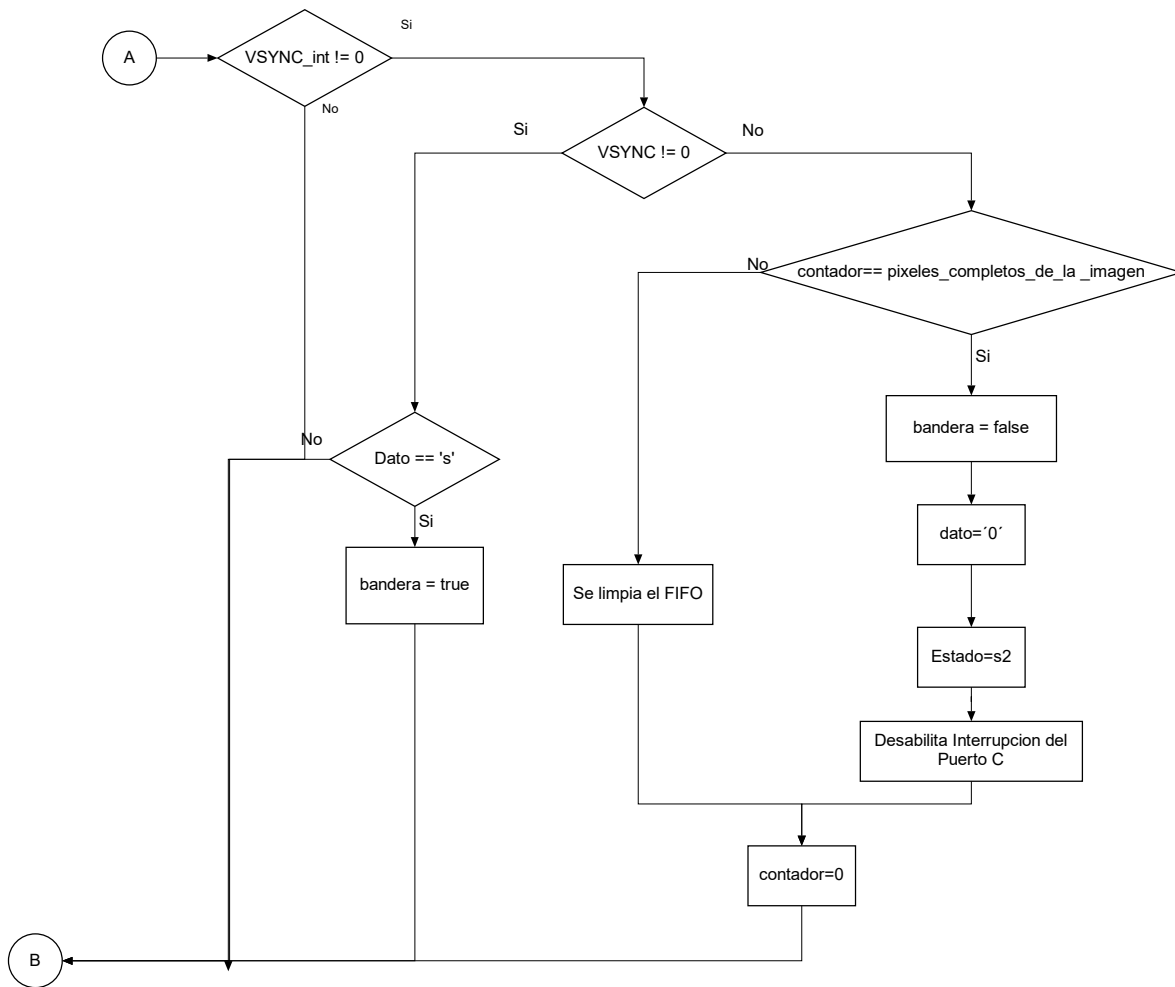 A
VSYNC_int != 0
Si
No
VSYNC != 0
Si
No
contador== pixeles_completos_de_la _imagen
No
Si
bandera = false
Dato == 's'
No
Si
dato=´0´
bandera = true
Se limpia el FIFO
Estado=s2
Desabilita Interrupcion del
Puerto C
contador=0
B